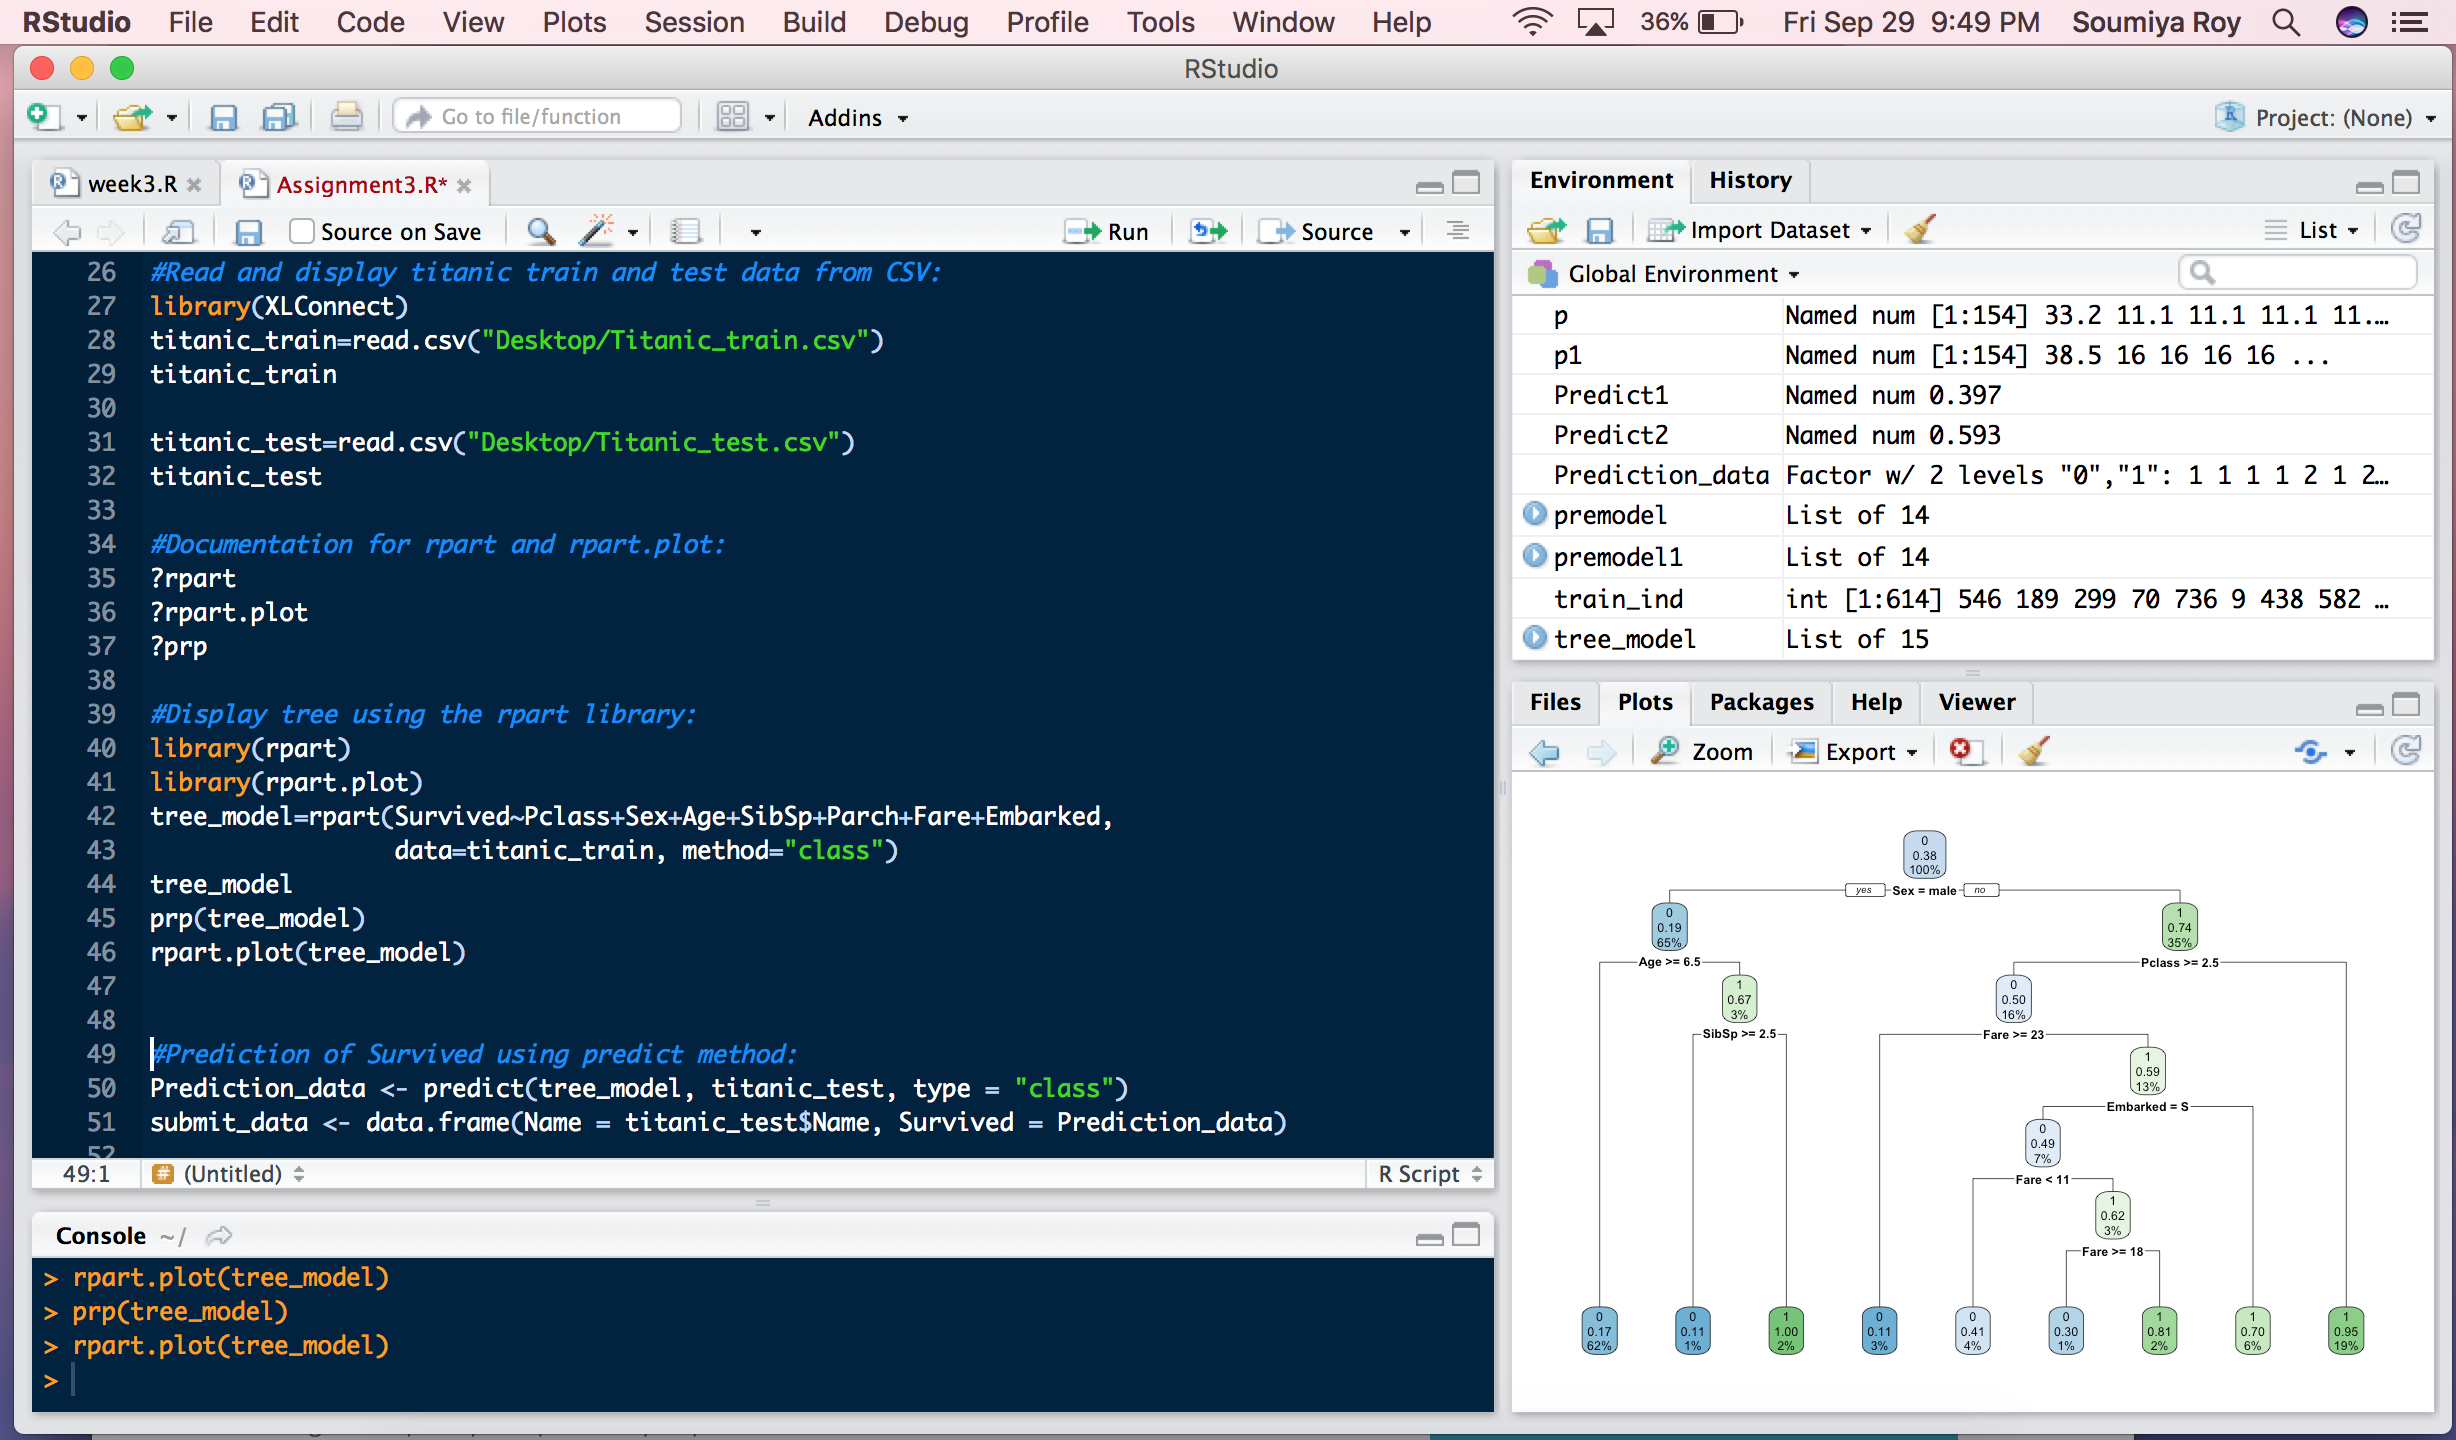 RStudio File Edit Code View Plots Session Build Debug Profile Tools Window Help 36% Fri Sep 29 9:49 PM Soumiya Roy
RStudio
Go to file/function Addins Project: (None)
week3.R Assignment3.R*
Source on Save Run Source
26 #Read and display titanic train and test data from CSV:
27 library(XLConnect)
28 titanic_train=read.csv("Desktop/Titanic_train.csv")
29 titanic_train
30
31 titanic_test=read.csv("Desktop/Titanic_test.csv")
32 titanic_test
33
34 #Documentation for rpart and rpart.plot:
35 ?rpart
36 ?rpart.plot
37 ?prp
38
39 #Display tree using the rpart library:
40 library(rpart)
41 library(rpart.plot)
42 tree_model=rpart(Survived~Pclass+Sex+Age+SibSp+Parch+Fare+Embarked,
43 data=titanic_train, method="class")
44 tree_model
45 prp(tree_model)
46 rpart.plot(tree_model)
47
48
49 #Prediction of Survived using predict method:
50 Prediction_data <- predict(tree_model, titanic_test, type = "class")
51 submit_data <- data.frame(Name = titanic_test$Name, Survived = Prediction_data)
52
49:1 # (Untitled) R Script
Console ~/
> rpart.plot(tree_model)
> prp(tree_model)
> rpart.plot(tree_model)
>
Environment History
Import Dataset List
Global Environment
p Named num [1:154] 33.2 11.1 11.1 11.1 11.…
p1 Named num [1:154] 38.5 16 16 16 16 ...
Predict1 Named num 0.397
Predict2 Named num 0.593
Prediction_data Factor w/ 2 levels "0","1": 1 1 1 1 2 1 2…
premodel List of 14
premodel1 List of 14
train_ind int [1:614] 546 189 299 70 736 9 438 582 …
tree_model List of 15
Files Plots Packages Help Viewer
Zoom Export
0
0.38
100%
yes Sex = male no
0 1
0.19 0.74
65% 35%
Age >= 6.5 Pclass >= 2.5
1 0
0.67 0.50
3% 16%
SibSp >= 2.5 Fare >= 23
1
0.59
13%
Embarked = S
0
0.49
7%
Fare < 11
1
0.62
3%
Fare >= 18
0 0 1 0 0 0 1 1 1
0.17 0.11 1.00 0.11 0.41 0.30 0.81 0.70 0.95
62% 1% 2% 3% 4% 1% 2% 6% 19%